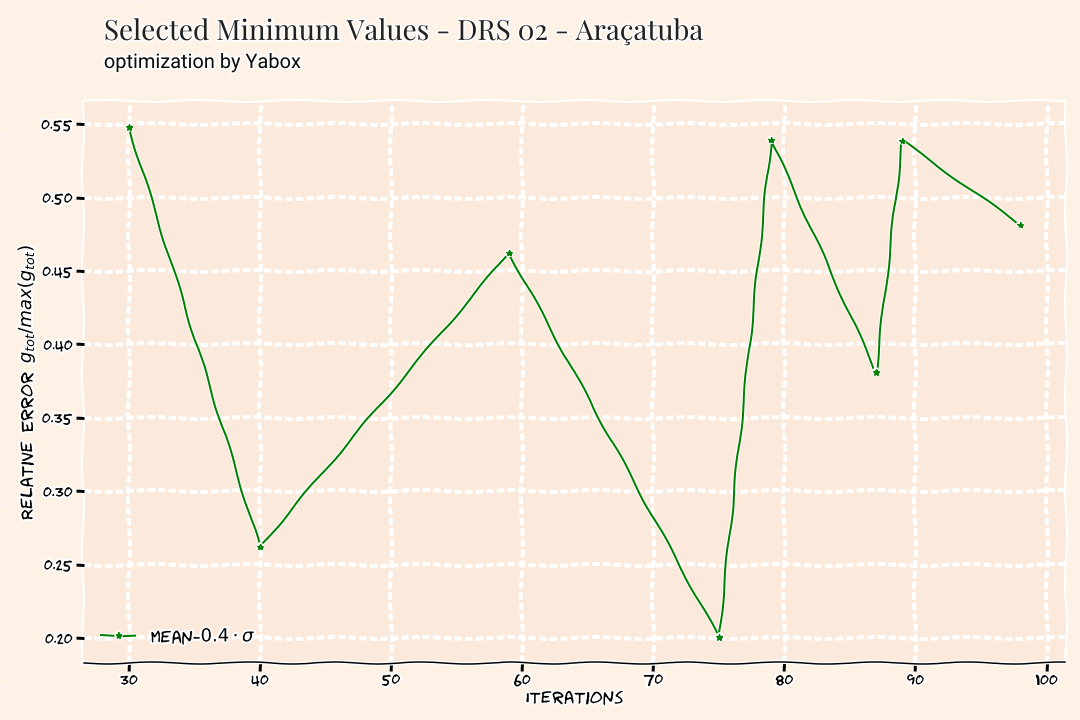 Selected Minimum Values - DRS 02 - Araçatuba
optimization by Yabox
0.55
0.50
0.45
0.40
0.35
0.30
0.25
0.20
RELATIVE ERROR g_tot/max(g_tot)
MEAN-0.4 · σ
30 40 50 60 70 80 90 100
ITERATIONS